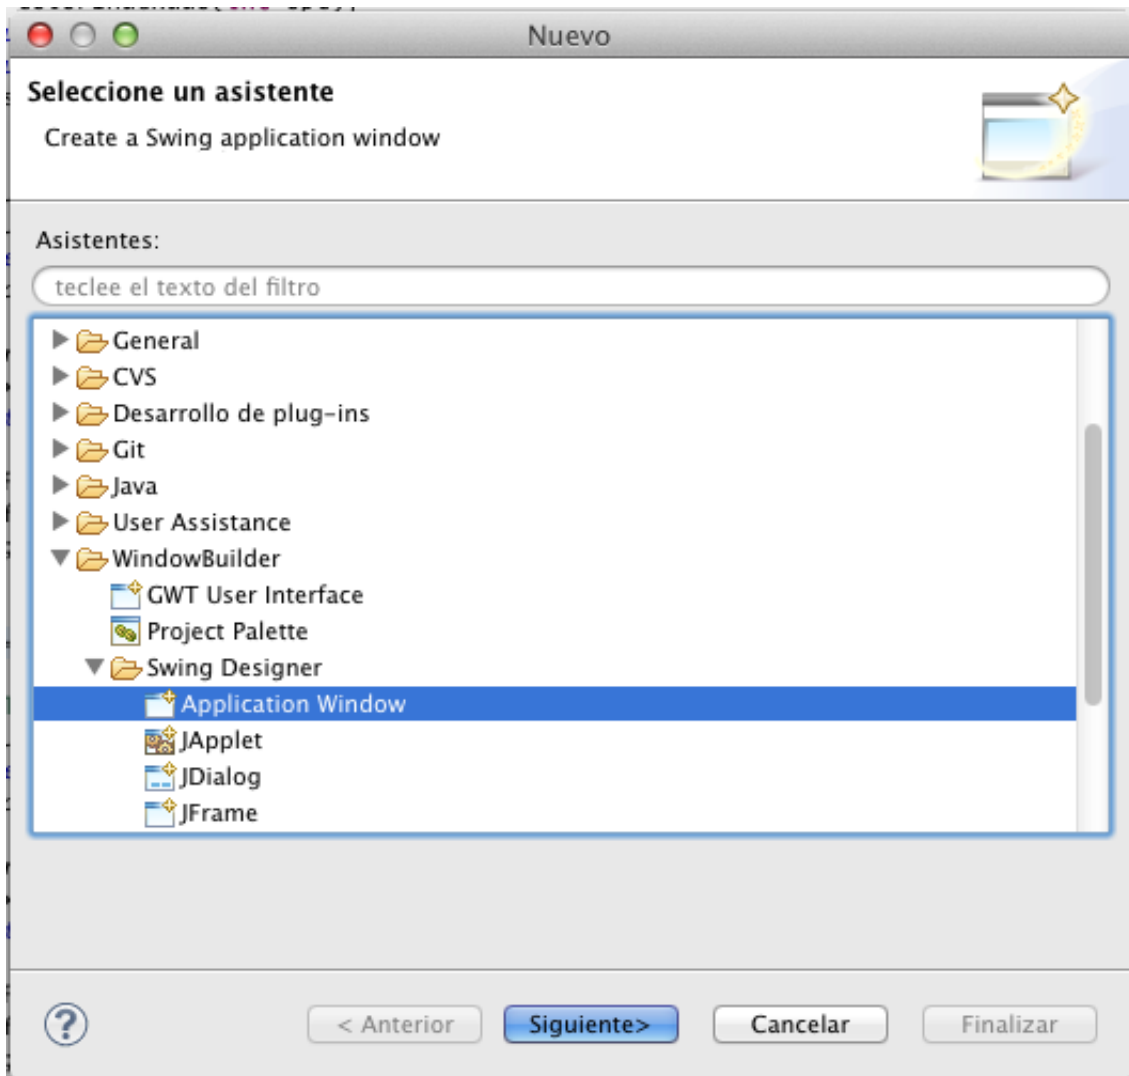 Nuevo
Seleccione un asistente
Create a Swing application window
Asistentes:
teclee el texto del filtro
General
CVS
Desarrollo de plug-ins
Git
Java
User Assistance
WindowBuilder
GWT User Interface
Project Palette
Swing Designer
Application Window
JApplet
JDialog
JFrame
?
< Anterior
Siguiente>
Cancelar
Finalizar